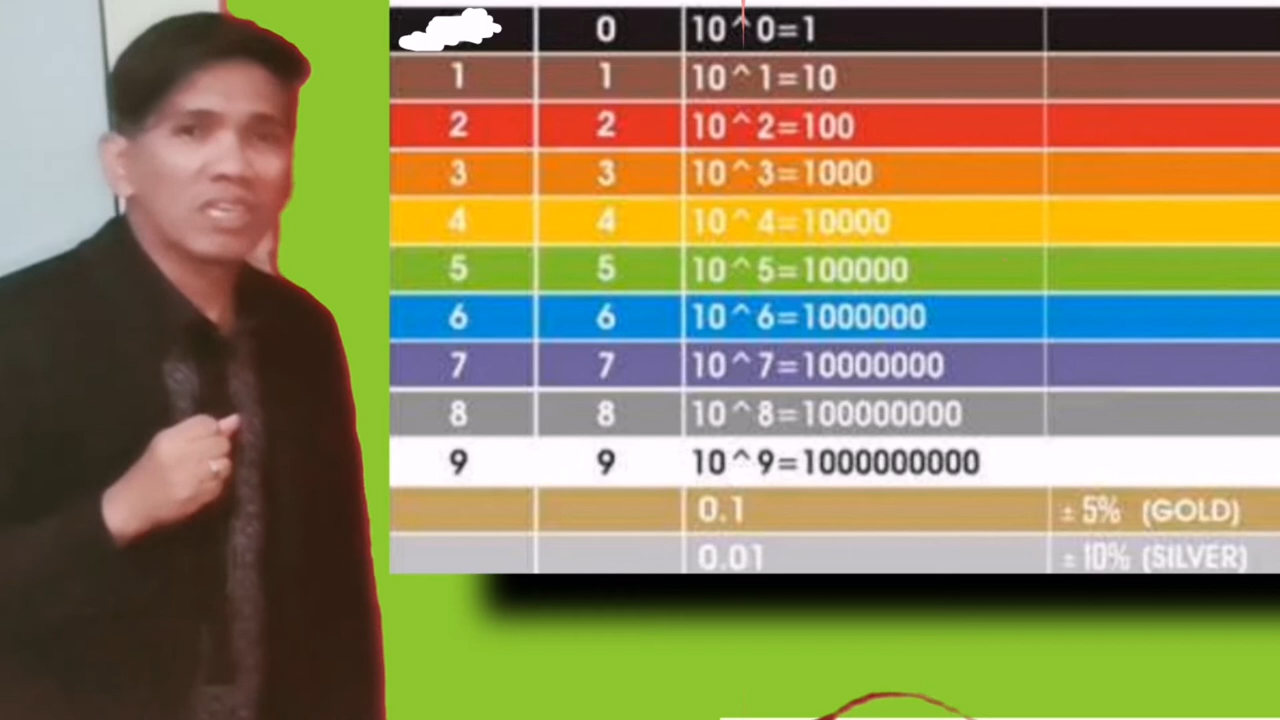 0 10^0=1
1 1 10^1=10
2 2 10^2=100
3 3 10^3=1000
4 4 10^4=10000
5 5 10^5=100000
6 6 10^6=1000000
7 7 10^7=10000000
8 8 10^8=100000000
9 9 10^9=1000000000
0.1 ± 5% (GOLD)
0.01 ± 10% (SILVER)